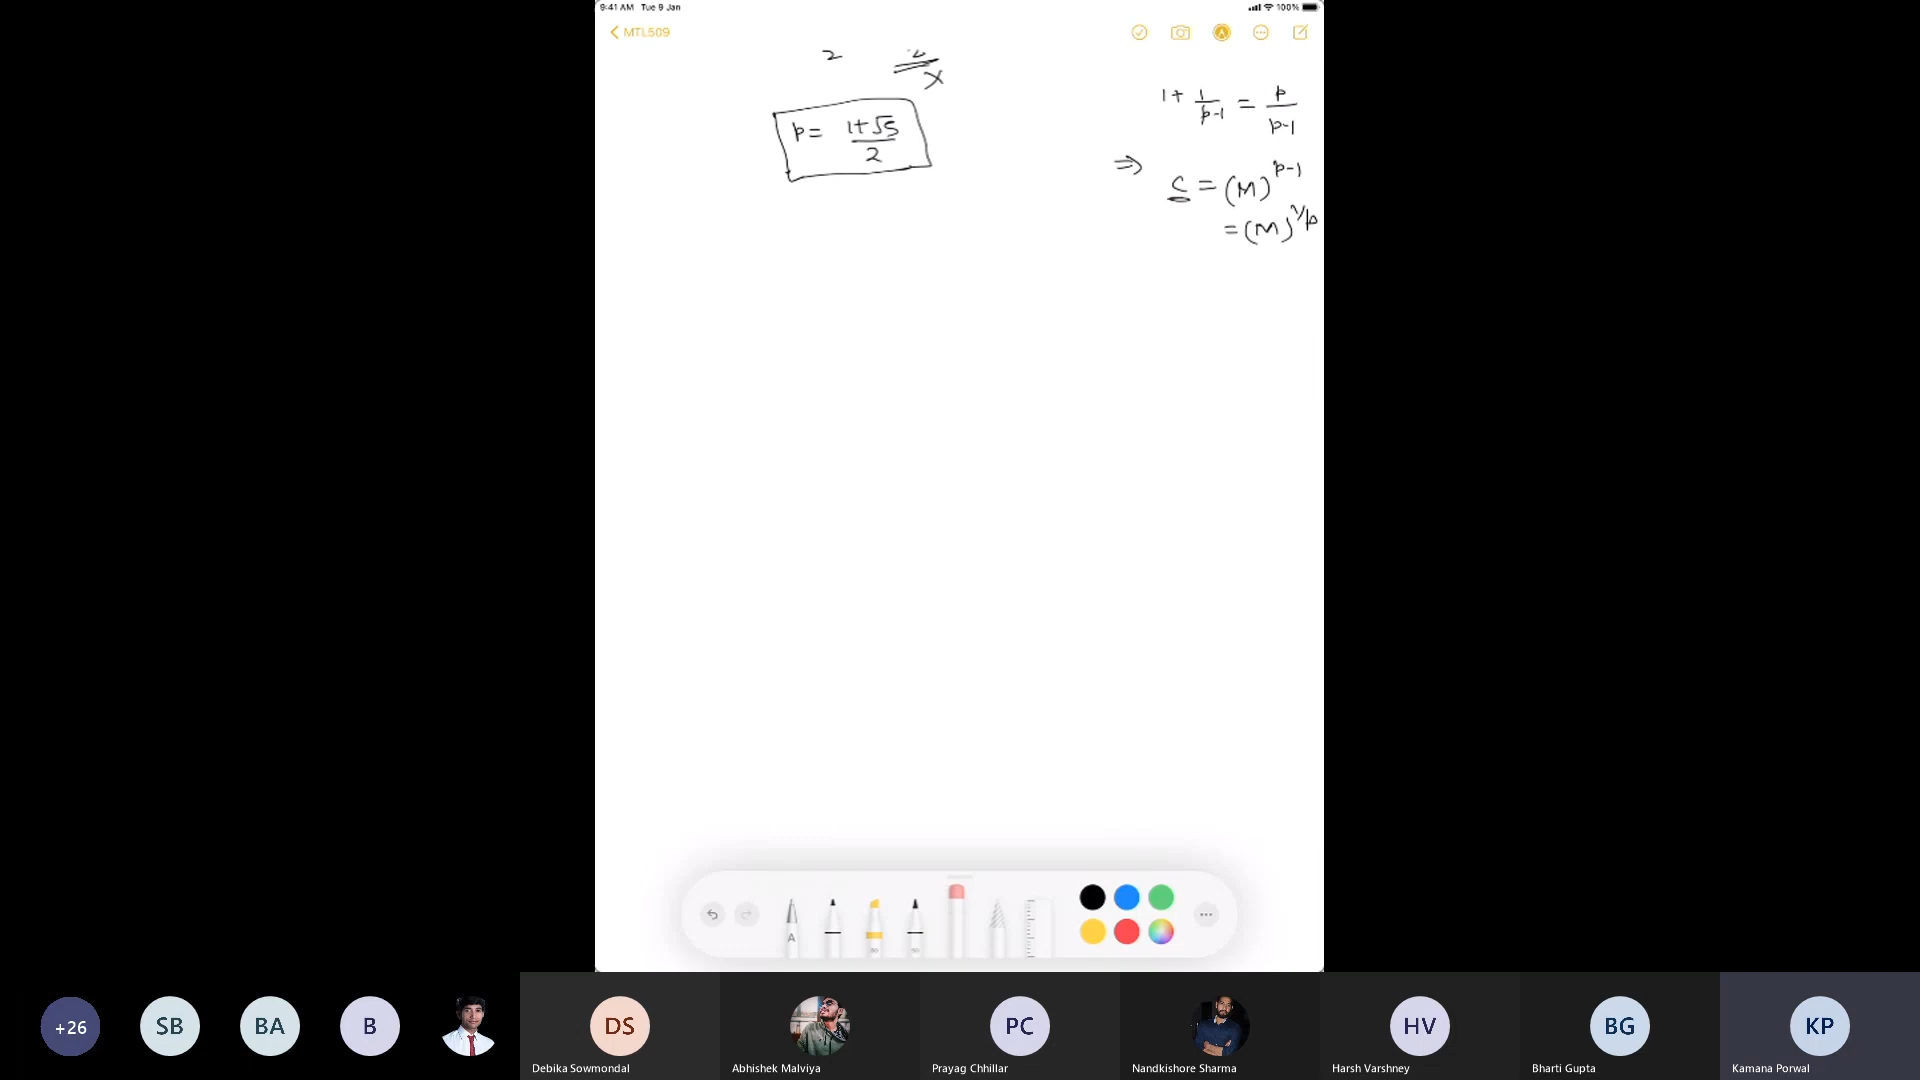 9:41 AM Tue 9 Jan
100%
MTL509
2
x
p = (1+√5)/2
1 + 1/(p-1) = p/(p-1)
⇒ c = (M)^(p-1)
= (M)^(1/p)
A
50
50
+26
SB
BA
B
DS
PC
HV
BG
KP
Debika Sowmondal
Abhishek Malviya
Prayag Chhillar
Nandkishore Sharma
Harsh Varshney
Bharti Gupta
Kamana Porwal